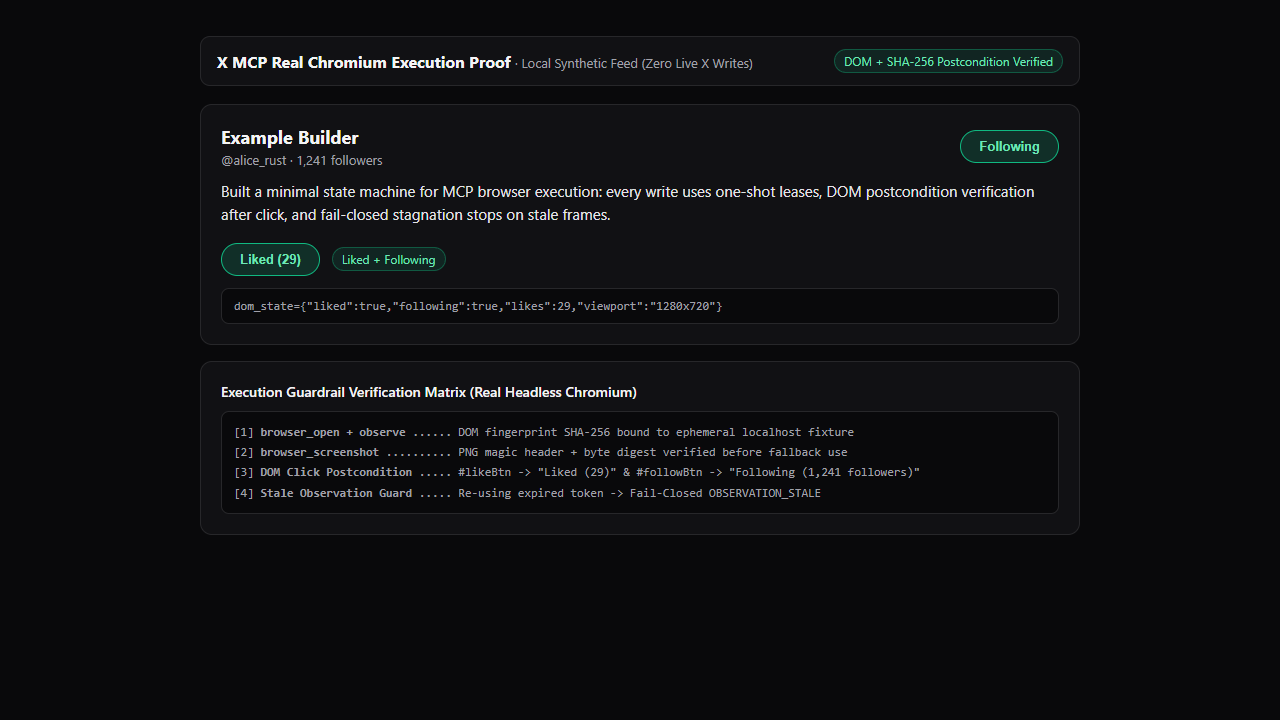 X MCP Real Chromium Execution Proof · Local Synthetic Feed (Zero Live X Writes)
DOM + SHA-256 Postcondition Verified
Example Builder
@alice_rust · 1,241 followers
Following
Built a minimal state machine for MCP browser execution: every write uses one-shot leases, DOM postcondition verification
after click, and fail-closed stagnation stops on stale frames.
Liked (29)
Liked + Following
dom_state={"liked":true,"following":true,"likes":29,"viewport":"1280x720"}
Execution Guardrail Verification Matrix (Real Headless Chromium)
[1] browser_open + observe ...... DOM fingerprint SHA-256 bound to ephemeral localhost fixture
[2] browser_screenshot .......... PNG magic header + byte digest verified before fallback use
[3] DOM Click Postcondition ..... #likeBtn -> "Liked (29)" & #followBtn -> "Following (1,241 followers)"
[4] Stale Observation Guard ..... Re-using expired token -> Fail-Closed OBSERVATION_STALE